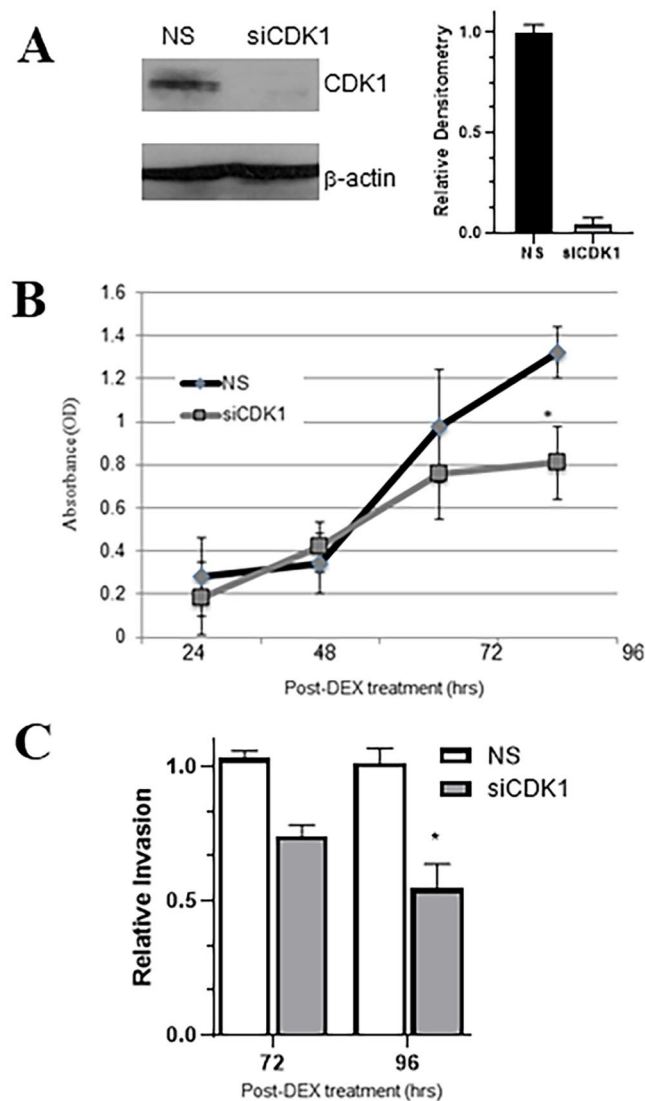 A
NS siCDK1
CDK1
β-actin
Relative Densitometry
1.0
0.5
0.0
NS siCDK1
B
Absorbance (OD)
1.6
1.4
1.2
1
0.8
0.6
0.4
0.2
0
NS
siCDK1
*
24 48 72 96
Post-DEX treatment (hrs)
C
Relative Invasion
1.0
0.5
0.0
NS
siCDK1
*
72 96
Post-DEX treatment (hrs)